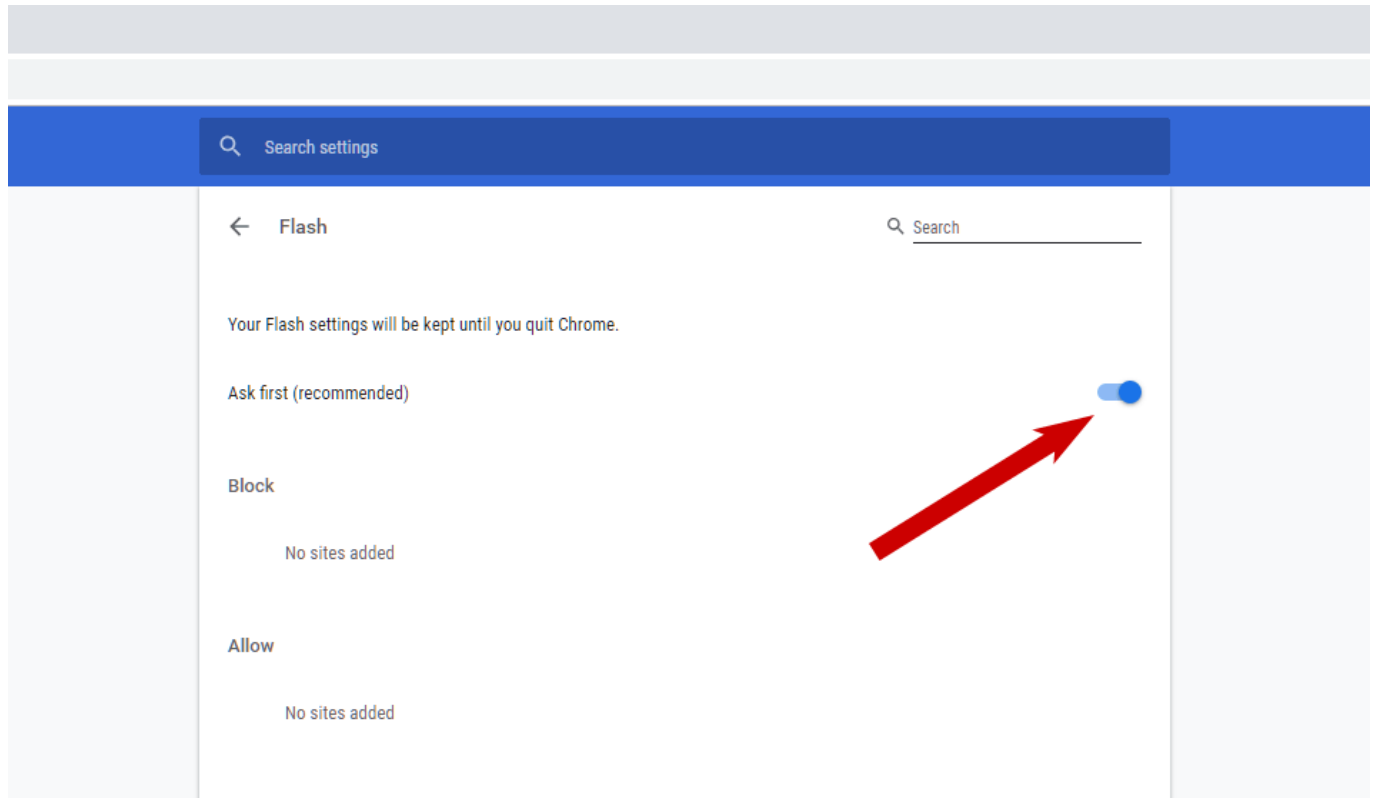 Search settings
Flash
Search
Your Flash settings will be kept until you quit Chrome.
Ask first (recommended)
Block
No sites added
Allow
No sites added